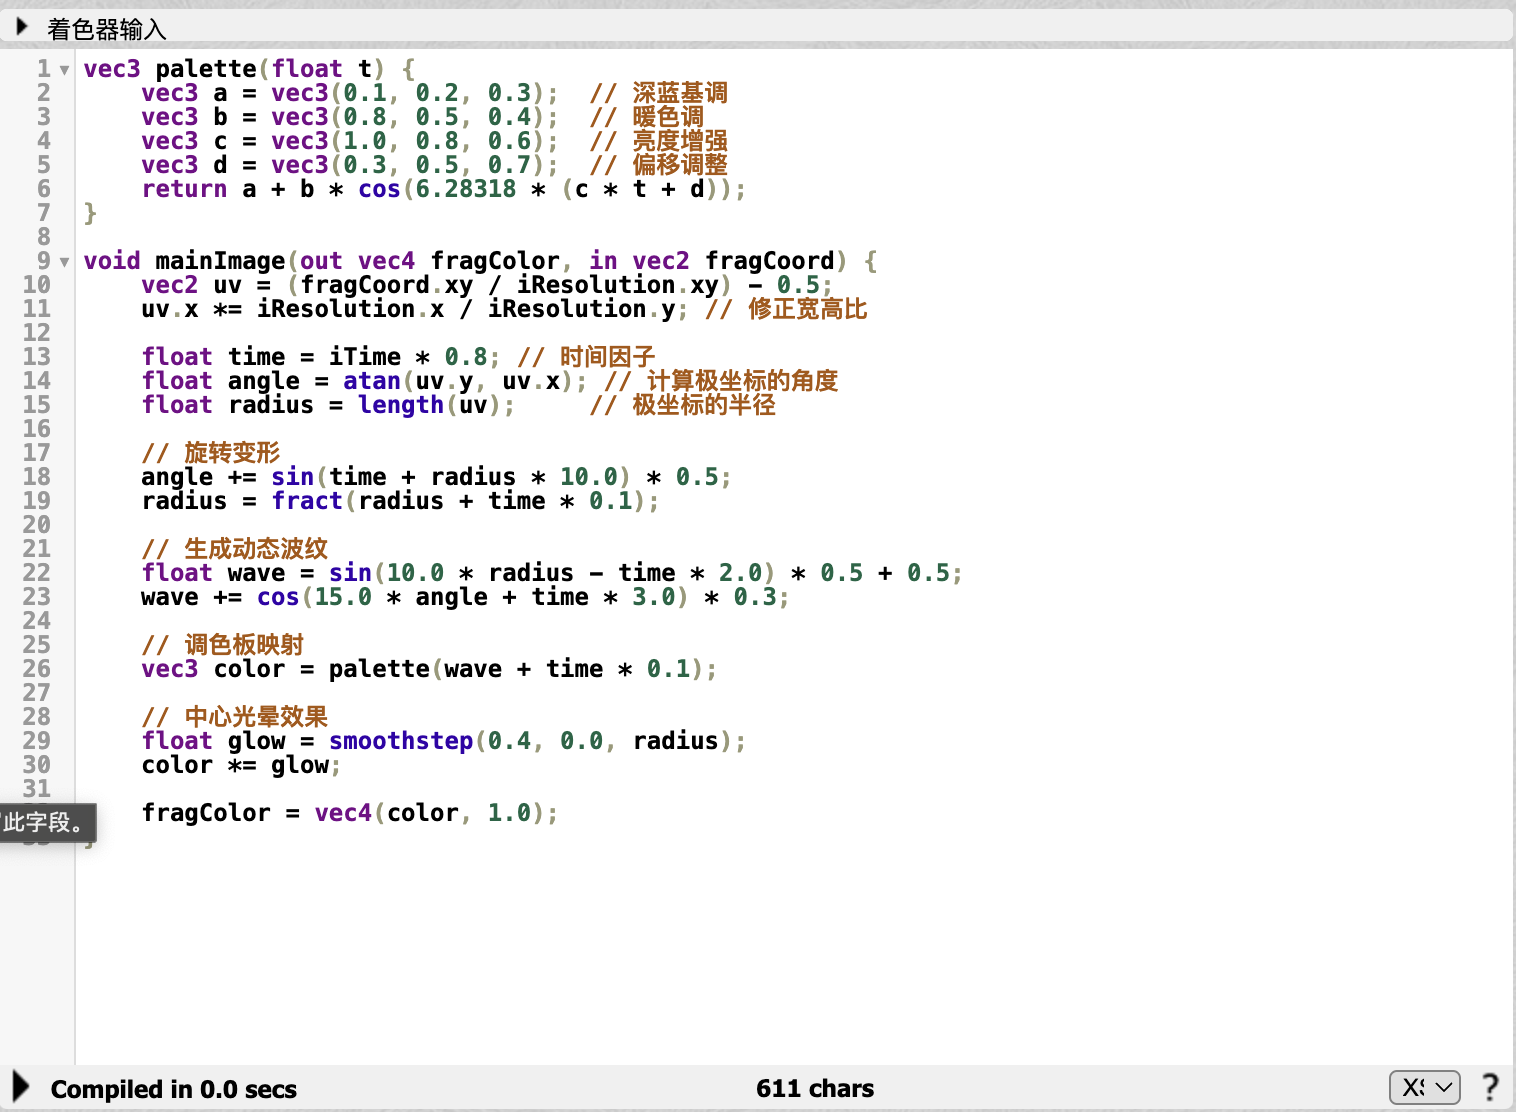 着色器输入
1 vec3 palette(float t) {
2     vec3 a = vec3(0.1, 0.2, 0.3);  // 深蓝基调
3     vec3 b = vec3(0.8, 0.5, 0.4);  // 暖色调
4     vec3 c = vec3(1.0, 0.8, 0.6);  // 亮度增强
5     vec3 d = vec3(0.3, 0.5, 0.7);  // 偏移调整
6     return a + b * cos(6.28318 * (c * t + d));
7 }
8
9 void mainImage(out vec4 fragColor, in vec2 fragCoord) {
10     vec2 uv = (fragCoord.xy / iResolution.xy) - 0.5;
11     uv.x *= iResolution.x / iResolution.y; // 修正宽高比
12
13     float time = iTime * 0.8; // 时间因子
14     float angle = atan(uv.y, uv.x); // 计算极坐标的角度
15     float radius = length(uv);     // 极坐标的半径
16
17     // 旋转变形
18     angle += sin(time + radius * 10.0) * 0.5;
19     radius = fract(radius + time * 0.1);
20
21     // 生成动态波纹
22     float wave = sin(10.0 * radius - time * 2.0) * 0.5 + 0.5;
23     wave += cos(15.0 * angle + time * 3.0) * 0.3;
24
25     // 调色板映射
26     vec3 color = palette(wave + time * 0.1);
27
28     // 中心光晕效果
29     float glow = smoothstep(0.4, 0.0, radius);
30     color *= glow;
31
    fragColor = vec4(color, 1.0);
此字段。
}
Compiled in 0.0 secs
611 chars
?